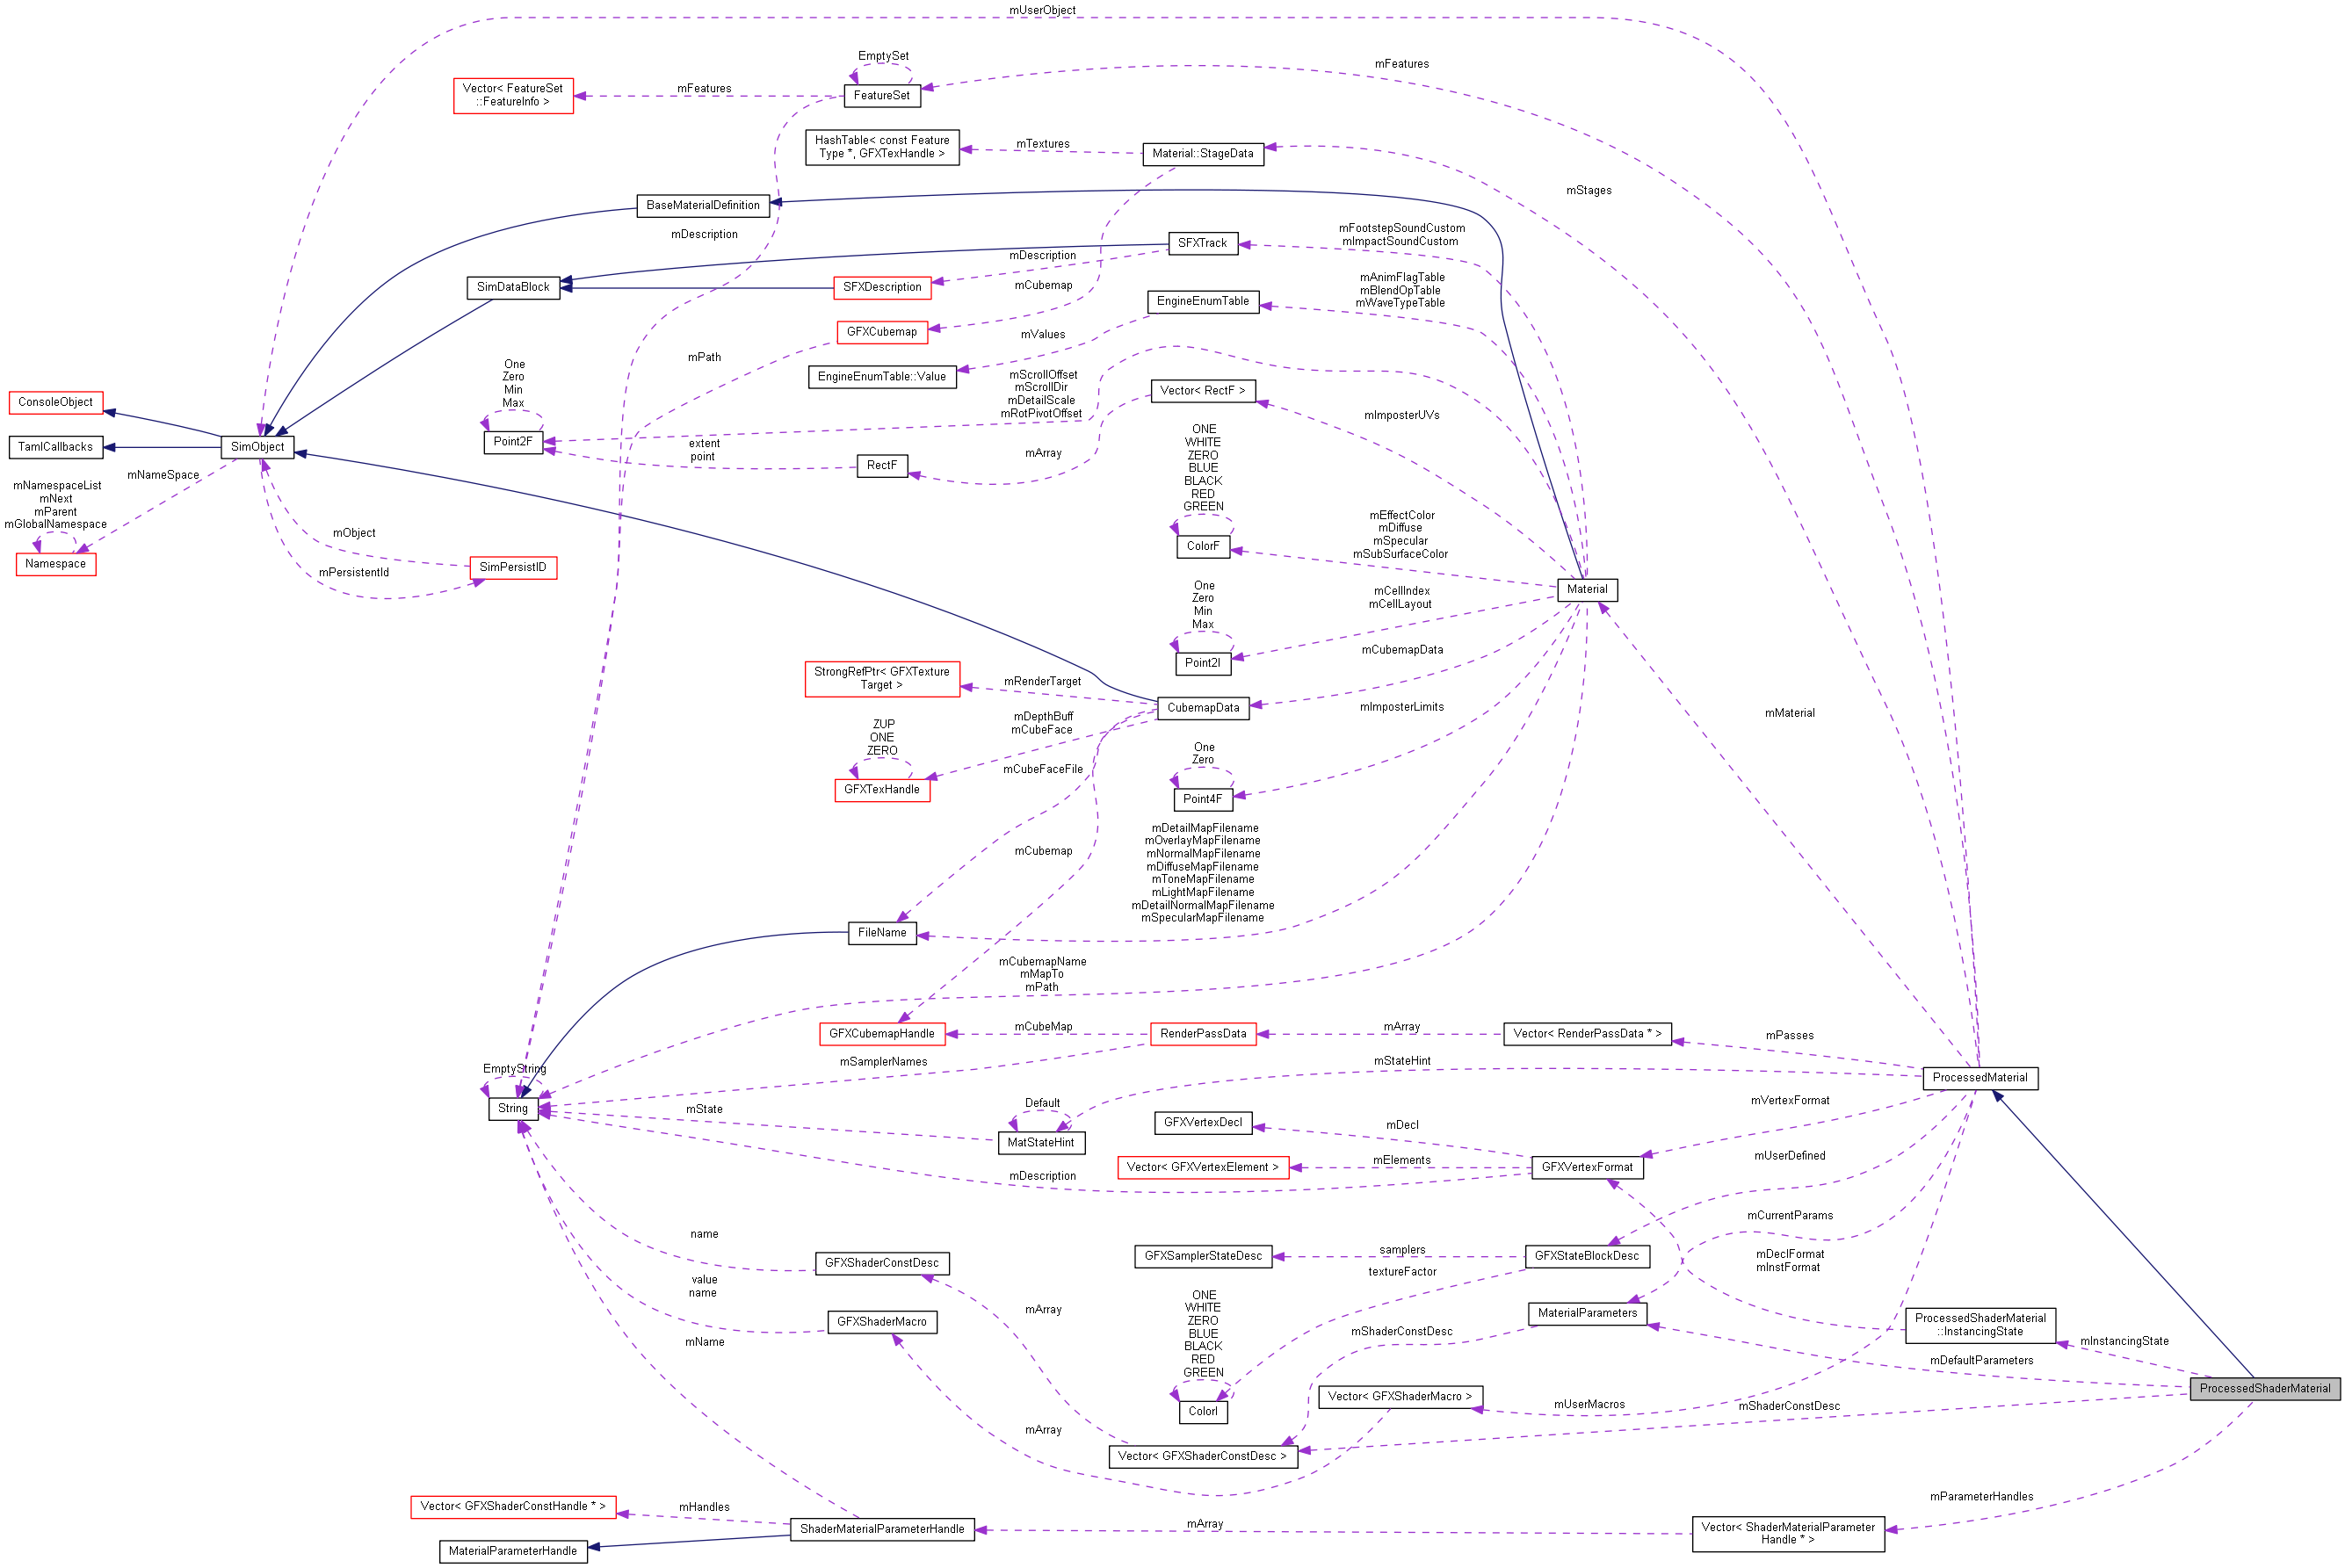 mUserObject
EmptySet
mFeatures
Vector< FeatureSet
::FeatureInfo >
mFeatures
FeatureSet
HashTable< const Feature
Type *, GFXTexHandle >
mTextures
Material::StageData
mStages
BaseMaterialDefinition
mDescription
mFootstepSoundCustom
mImpactSoundCustom
SFXTrack
mDescription
SimDataBlock
SFXDescription
mCubemap
mAnimFlagTable
mBlendOpTable
mWaveTypeTable
EngineEnumTable
GFXCubemap
mValues
mPath
One
Zero
Min
Max
EngineEnumTable::Value
mScrollOffset
mScrollDir
mDetailScale
mRotPivotOffset
Vector< RectF >
mImposterUVs
ConsoleObject
TamlCallbacks
SimObject
Point2F
extent
point
RectF
mArray
ONE
WHITE
ZERO
BLUE
BLACK
RED
GREEN
mNameSpace
mNamespaceList
mNext
mParent
mGlobalNamespace
mObject
mEffectColor
mDiffuse
mSpecular
mSubSurfaceColor
ColorF
Namespace
mPersistentId
SimPersistID
Material
One
Zero
Min
Max
mCellIndex
mCellLayout
Point2I
mCubemapData
StrongRefPtr< GFXTexture
Target >
mRenderTarget
CubemapData
mImposterLimits
mMaterial
mDepthBuff
mCubeFace
ZUP
ONE
ZERO
GFXTexHandle
mCubeFaceFile
One
Zero
Point4F
mDetailMapFilename
mOverlayMapFilename
mNormalMapFilename
mDiffuseMapFilename
mToneMapFilename
mLightMapFilename
mDetailNormalMapFilename
mSpecularMapFilename
mCubemap
FileName
mCubemapName
mMapTo
mPath
GFXCubemapHandle
mCubeMap
RenderPassData
mArray
Vector< RenderPassData * >
mPasses
EmptyString
mSamplerNames
mStateHint
ProcessedMaterial
String
mState
Default
MatStateHint
GFXVertexDecl
mDecl
mVertexFormat
Vector< GFXVertexElement >
mElements
GFXVertexFormat
mUserDefined
mDescription
name
GFXShaderConstDesc
GFXSamplerStateDesc
samplers
GFXStateBlockDesc
mCurrentParams
textureFactor
mDeclFormat
mInstFormat
value
name
GFXShaderMacro
mArray
ONE
WHITE
ZERO
BLUE
BLACK
RED
GREEN
MaterialParameters
ProcessedShaderMaterial
::InstancingState
mName
mShaderConstDesc
mInstancingState
mDefaultParameters
ProcessedShaderMaterial
ColorI
Vector< GFXShaderMacro >
mUserMacros
mShaderConstDesc
mArray
Vector< GFXShaderConstDesc >
Vector< GFXShaderConstHandle * >
mHandles
mParameterHandles
ShaderMaterialParameterHandle
mArray
Vector< ShaderMaterialParameter
Handle * >
MaterialParameterHandle